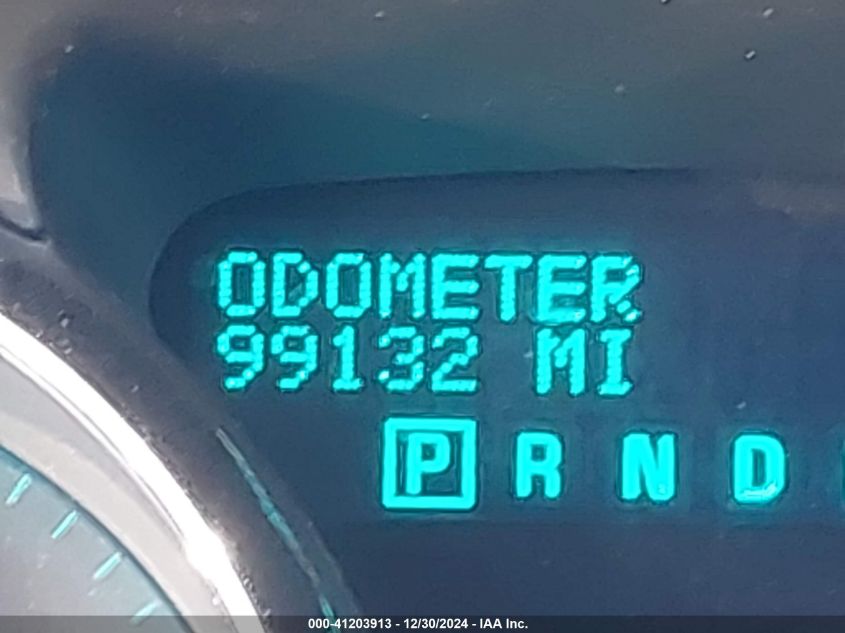 ODOMETER
99132 MI
P R N D
000-41203913 - 12/30/2024 - IAA Inc.